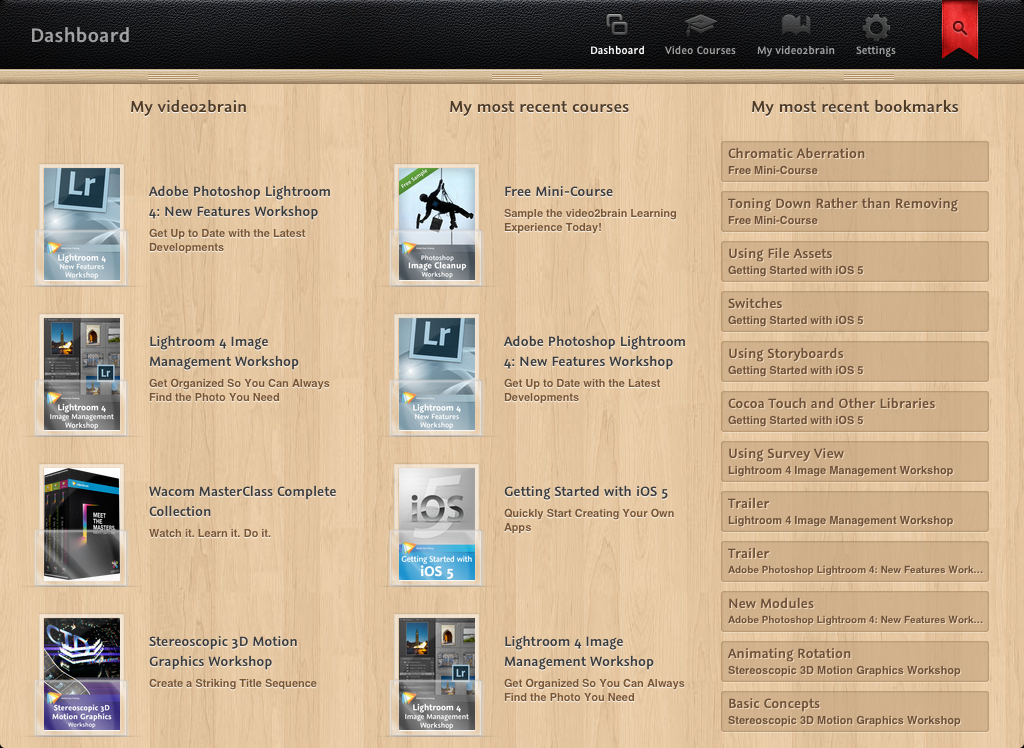 Dashboard
Dashboard
Video Courses
My video2brain
Settings
My video2brain
Lr
Lightroom 4
New Features
Workshop
Adobe Photoshop Lightroom
4: New Features Workshop
Get Up to Date with the Latest
Developments
Lr
Lightroom 4
Image Management
Workshop
Lightroom 4 Image
Management Workshop
Get Organized So You Can Always
Find the Photo You Need
MEET
THE
MASTERS
Wacom MasterClass Complete
Collection
Watch it. Learn it. Do it.
Stereoscopic 3D
Motion Graphics
Workshop
Stereoscopic 3D Motion
Graphics Workshop
Create a Striking Title Sequence
My most recent courses
Free Sample
Photoshop
Image Cleanup
Workshop
Free Mini-Course
Sample the video2brain Learning
Experience Today!
Lr
Lightroom 4
New Features
Workshop
Adobe Photoshop Lightroom
4: New Features Workshop
Get Up to Date with the Latest
Developments
5
iOS
Getting Started with
iOS 5
Getting Started with iOS 5
Quickly Start Creating Your Own
Apps
Lr
Lightroom 4
Image Management
Workshop
Lightroom 4 Image
Management Workshop
Get Organized So You Can Always
Find the Photo You Need
My most recent bookmarks
Chromatic Aberration
Free Mini-Course
Toning Down Rather than Removing
Free Mini-Course
Using File Assets
Getting Started with iOS 5
Switches
Getting Started with iOS 5
Using Storyboards
Getting Started with iOS 5
Cocoa Touch and Other Libraries
Getting Started with iOS 5
Using Survey View
Lightroom 4 Image Management Workshop
Trailer
Lightroom 4 Image Management Workshop
Trailer
Adobe Photoshop Lightroom 4: New Features Work...
New Modules
Adobe Photoshop Lightroom 4: New Features Work...
Animating Rotation
Stereoscopic 3D Motion Graphics Workshop
Basic Concepts
Stereoscopic 3D Motion Graphics Workshop